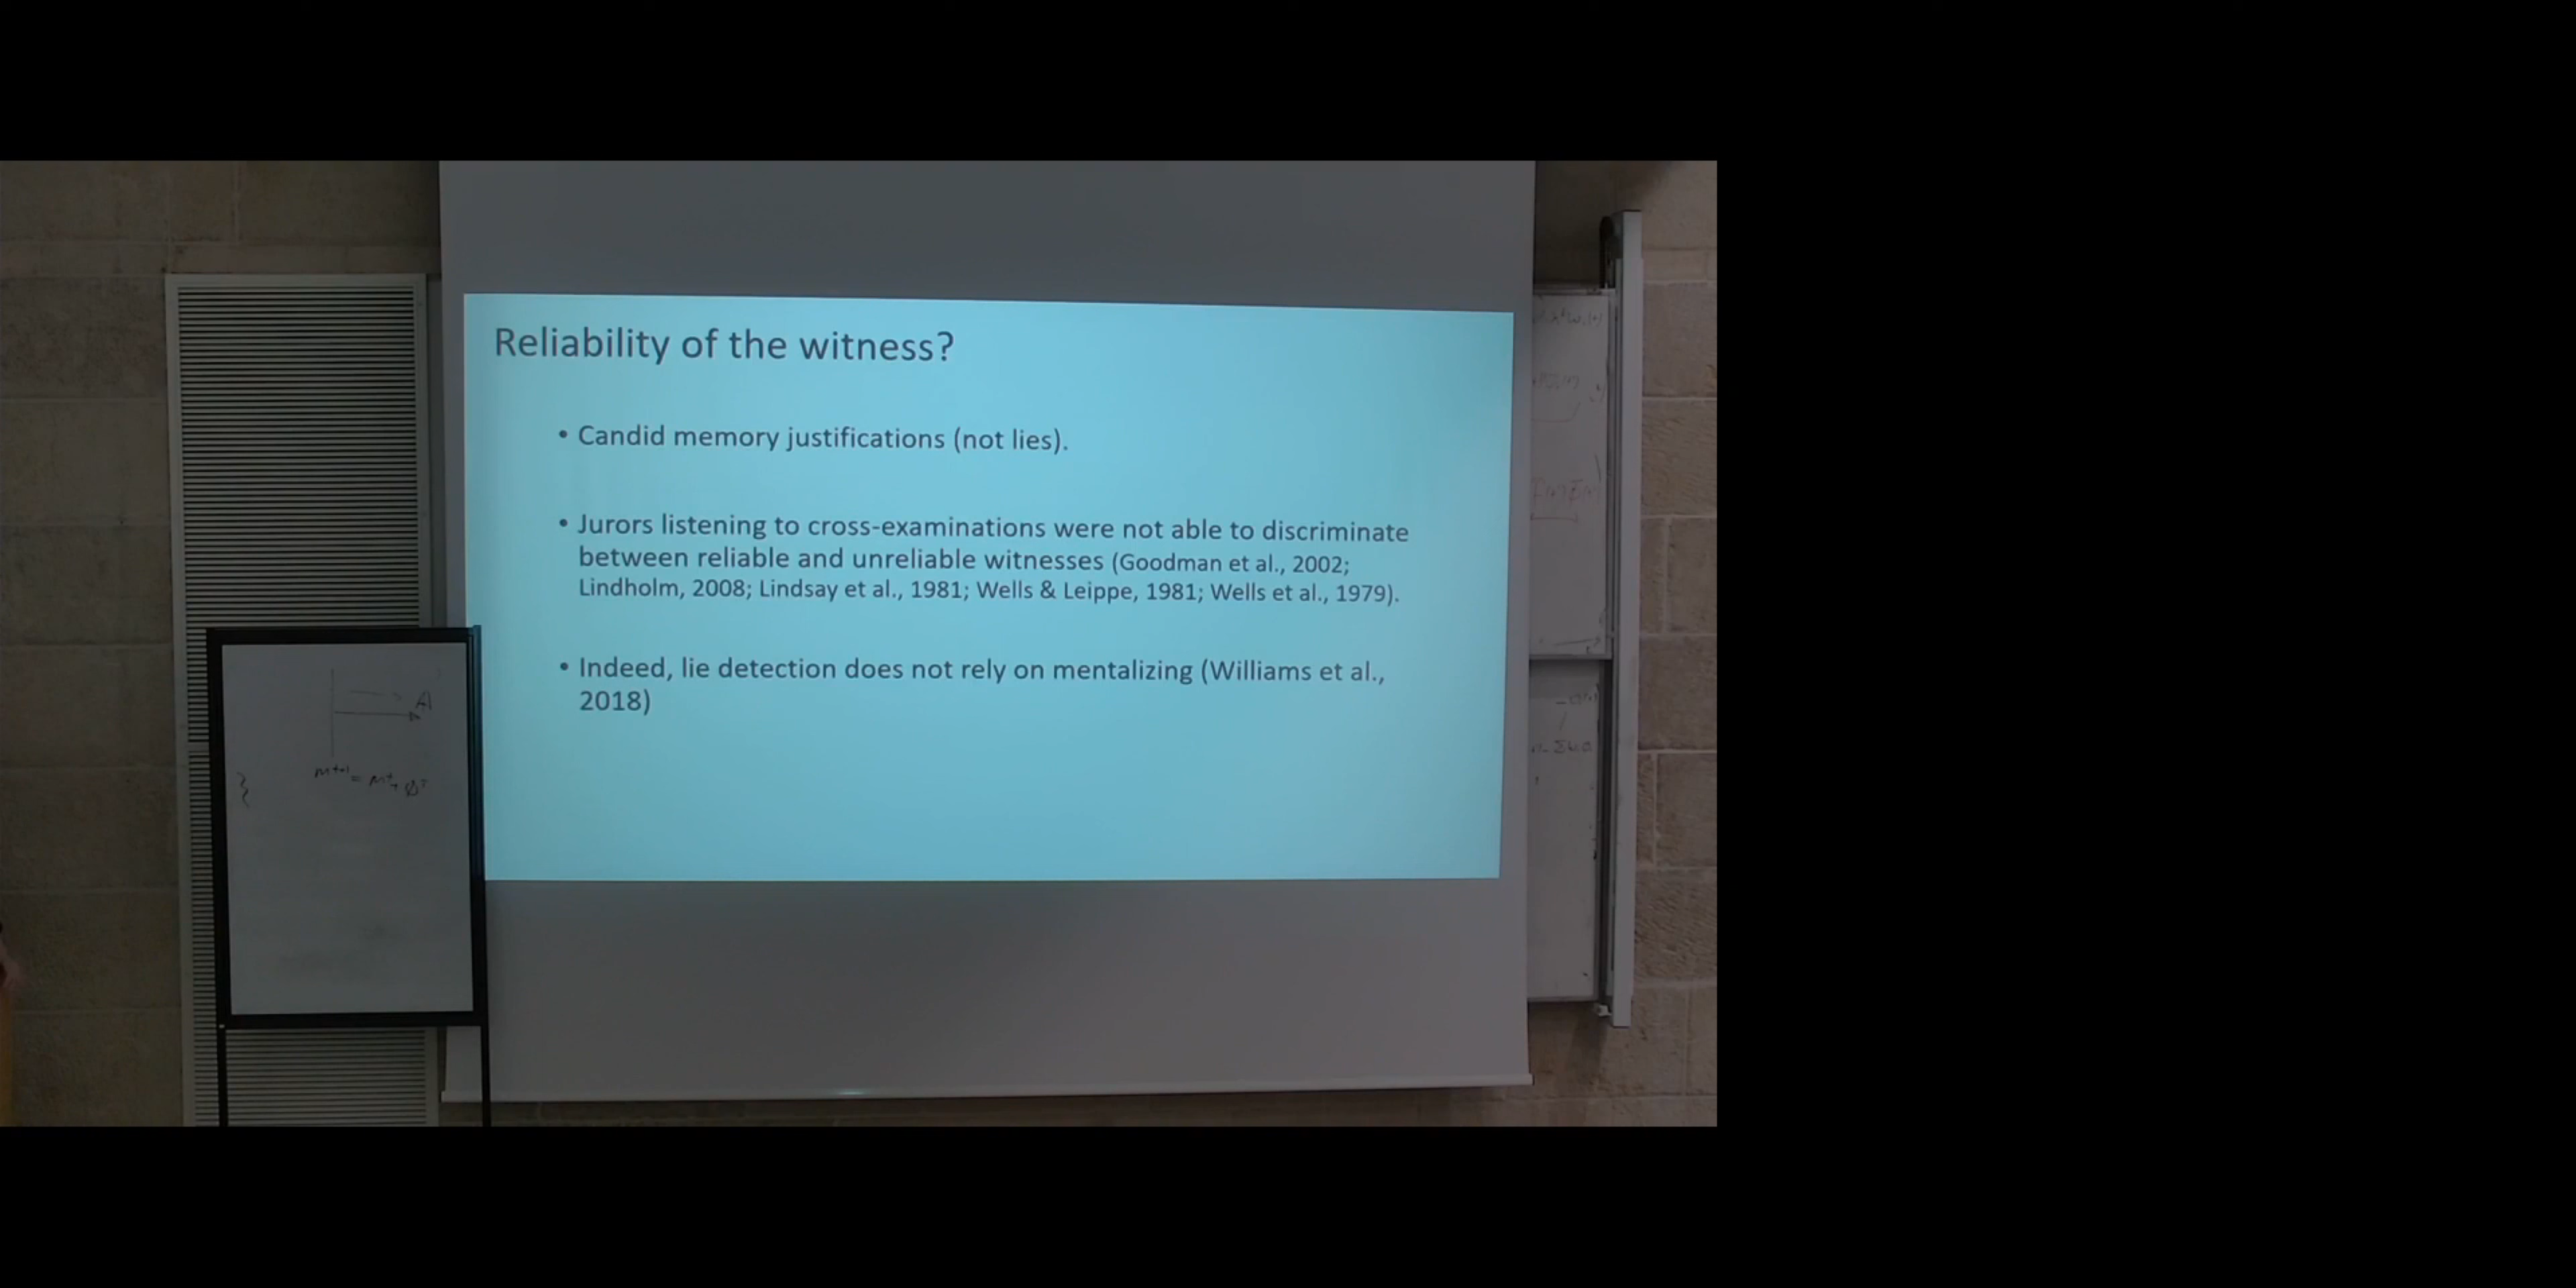 Reliability of the witness?
• Candid memory justifications (not lies).
• Jurors listening to cross-examinations were not able to discriminate
between reliable and unreliable witnesses (Goodman et al., 2002;
Lindholm, 2008; Lindsay et al., 1981; Wells & Leippe, 1981; Wells et al., 1979).
• Indeed, lie detection does not rely on mentalizing (Williams et al.,
2018)
A